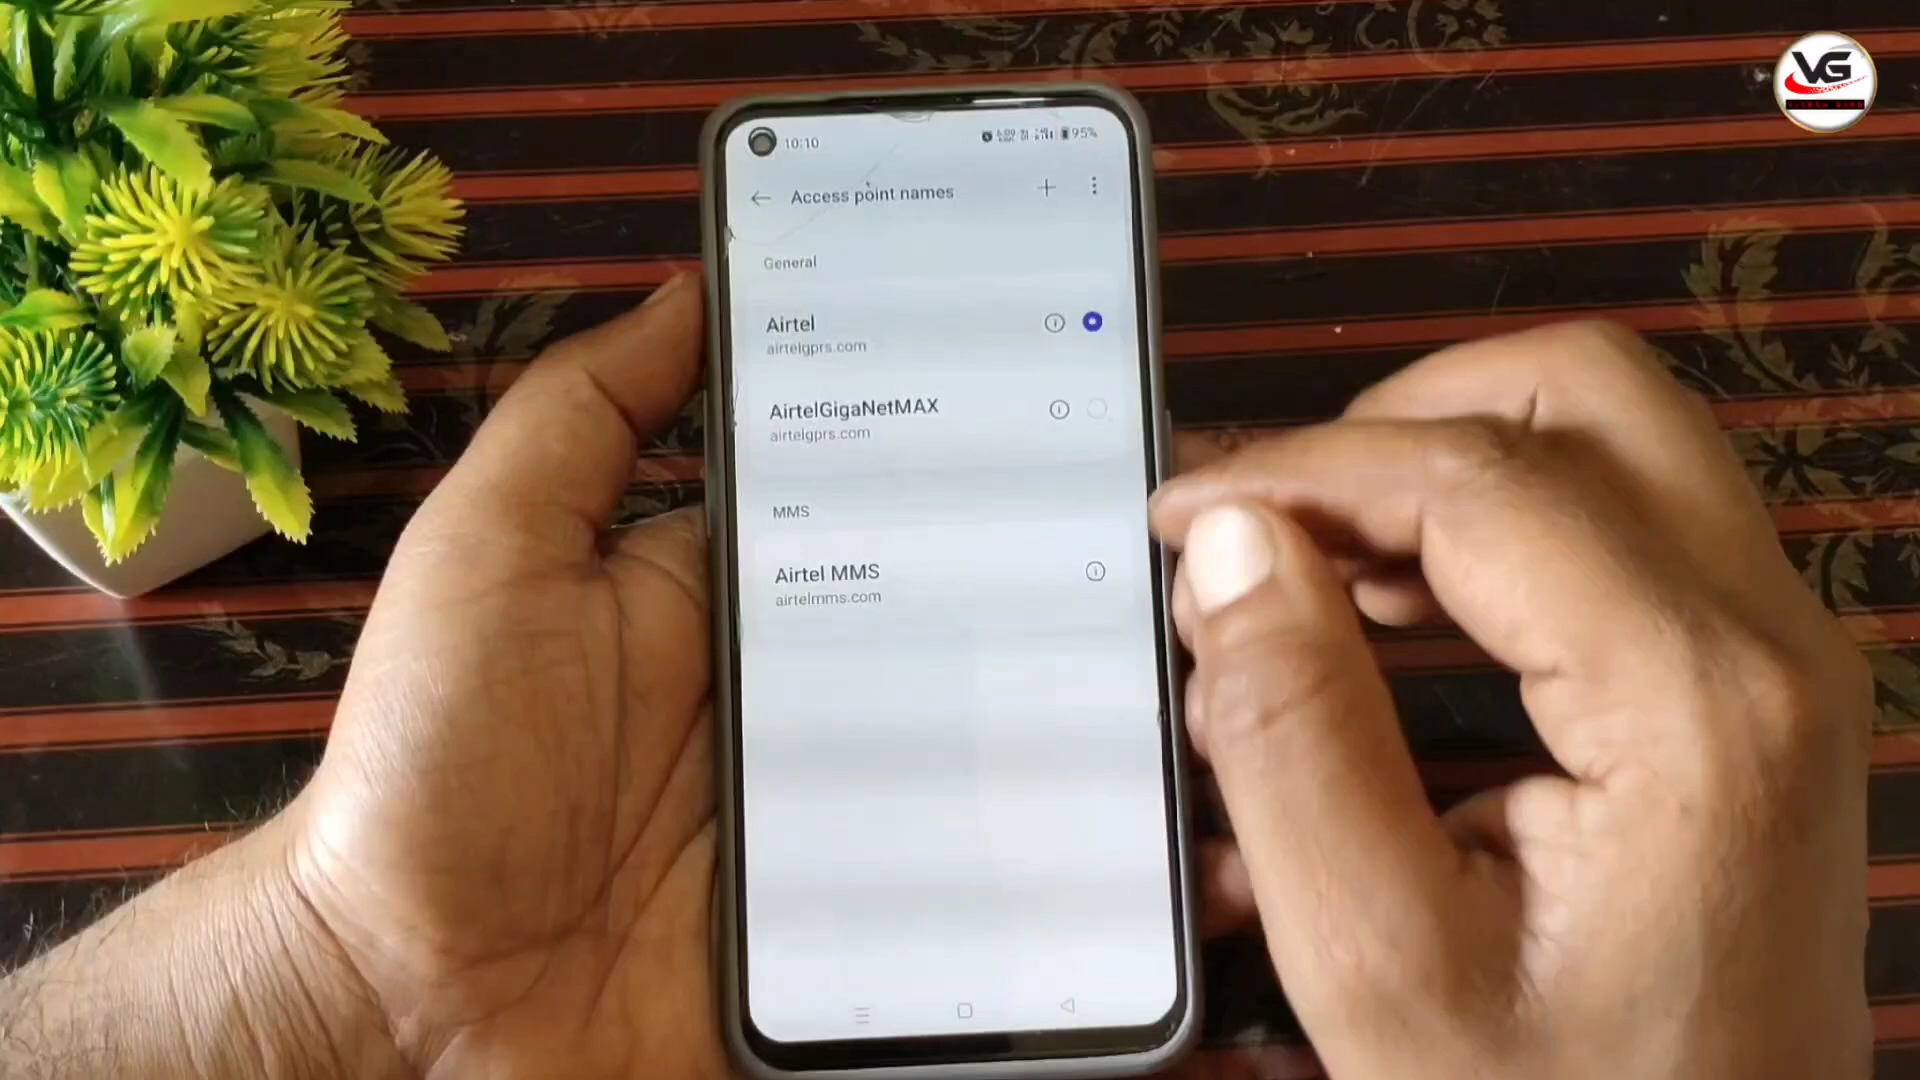 VG
10:10
95%
Access point names
General
Airtel
airtelgprs.com
AirtelGigaNetMAX
airtelgprs.com
MMS
Airtel MMS
airtelmms.com